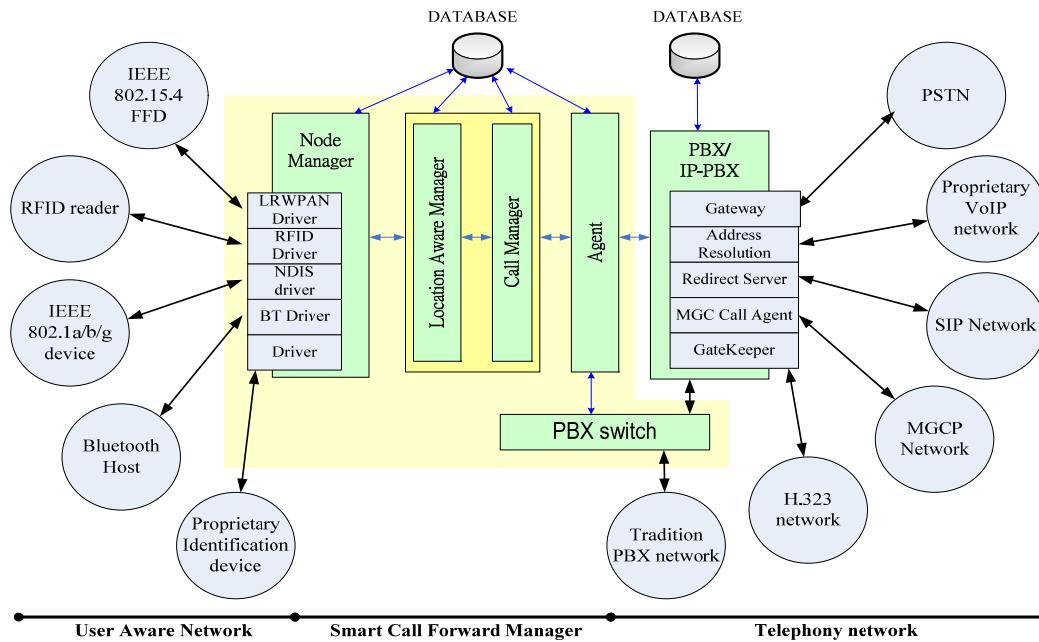 DATABASE
DATABASE
IEEE
802.15.4
FFD
RFID reader
IEEE
802.1a/b/g
device
Bluetooth
Host
Proprietary
Identification
device
Node
Manager
LRWPAN
Driver
RFID
Driver
NDIS
driver
BT Driver
Driver
Location Aware Manager
Call Manager
Agent
PBX/
IP-PBX
Gateway
Address
Resolution
Redirect Server
MGC Call Agent
GateKeeper
PBX switch
PSTN
Proprietary
VoIP
network
SIP Network
MGCP
Network
H.323
network
Tradition
PBX network
User Aware Network
Smart Call Forward Manager
Telephony network